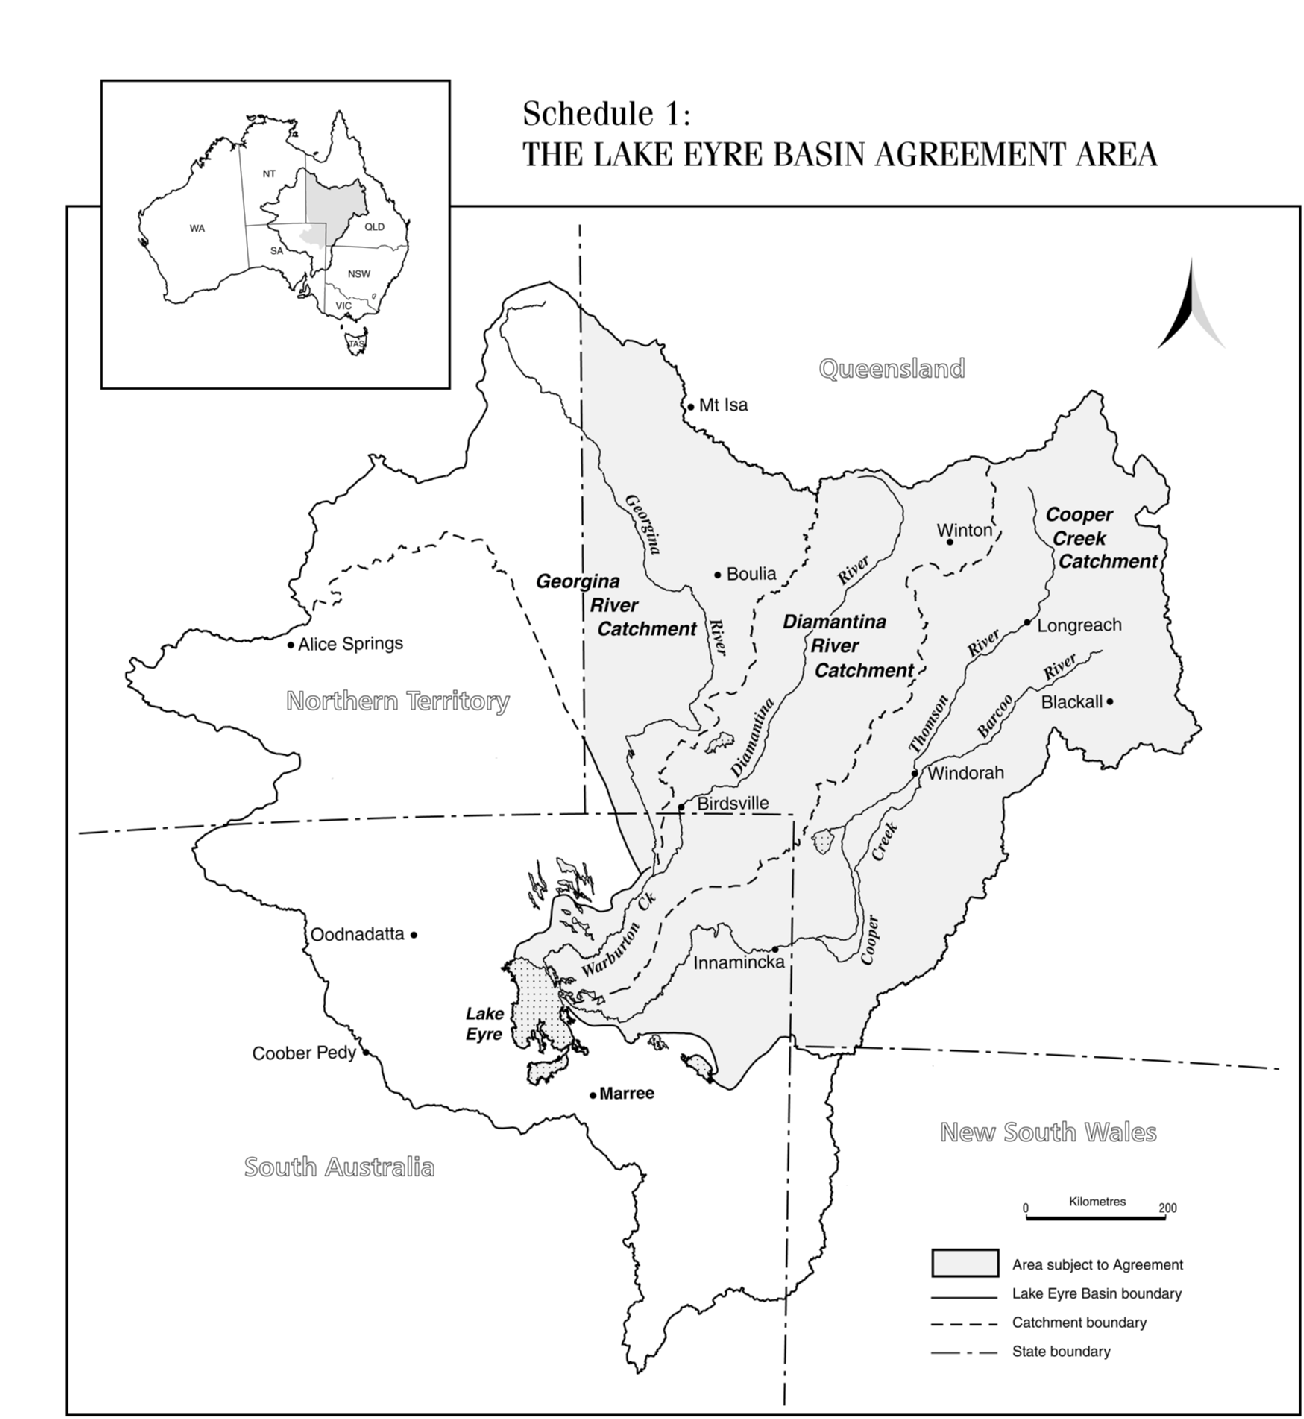 Schedule 1:
THE LAKE EYRE BASIN AGREEMENT AREA
NT
WA
QLD
SA
NSW
VIC
TAS
Queensland
Mt Isa
Georgina
River
Cooper
Creek
Catchment
Winton
River
Boulia
Georgina
River
Catchment
Diamantina
River
Catchment
Longreach
River
River
Alice Springs
Northern Territory
Blackall
Thomson
Barcoo
Diamantina
Windorah
Birdsville
Creek
Ck
Warburton
Oodnadatta
Cooper
Innamincka
Lake
Eyre
Coober Pedy
Marree
New South Wales
South Australia
Kilometres
0 200
Area subject to Agreement
Lake Eyre Basin boundary
Catchment boundary
State boundary